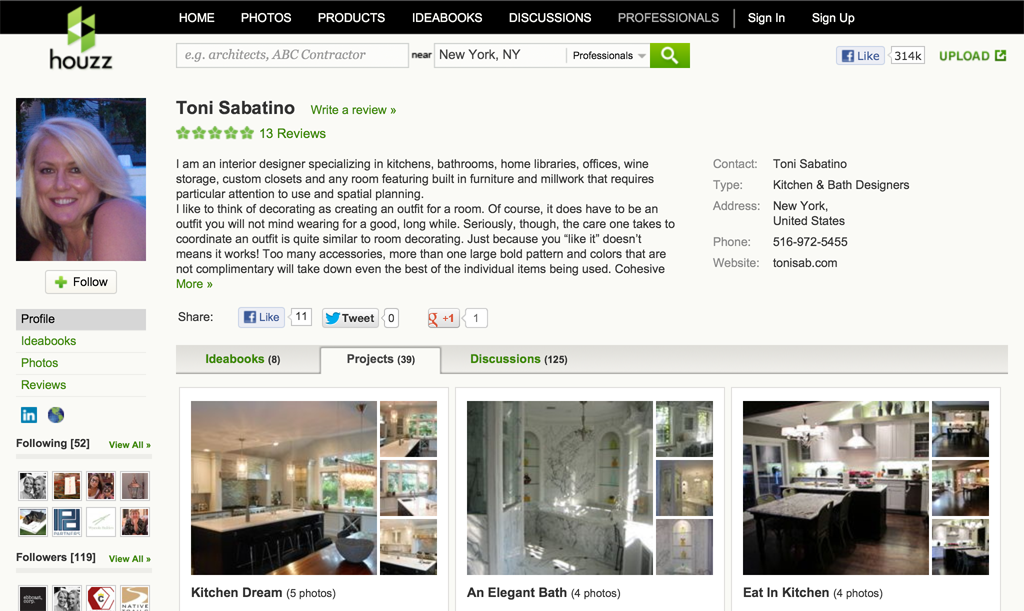 HOME PHOTOS PRODUCTS IDEABOOKS DISCUSSIONS PROFESSIONALS Sign In Sign Up
houzz
e.g. architects, ABC Contractor near New York, NY Professionals
Like 314k UPLOAD
Toni Sabatino Write a review »
13 Reviews
I am an interior designer specializing in kitchens, bathrooms, home libraries, offices, wine
storage, custom closets and any room featuring built in furniture and millwork that requires
particular attention to use and spatial planning.
I like to think of decorating as creating an outfit for a room. Of course, it does have to be an
outfit you will not mind wearing for a good, long while. Seriously, though, the care one takes to
coordinate an outfit is quite similar to room decorating. Just because you “like it” doesn’t
means it works! Too many accessories, more than one large bold pattern and colors that are
not complimentary will take down even the best of the individual items being used. Cohesive
More »
Contact: Toni Sabatino
Type: Kitchen & Bath Designers
Address: New York,
United States
Phone: 516-972-5455
Website: tonisab.com
Follow
Profile
Ideabooks
Photos
Reviews
Following [52] View All »
Followers [119] View All »
Share: Like 11 Tweet 0 +1 1
Ideabooks (8) Projects (39) Discussions (125)
Kitchen Dream (5 photos) An Elegant Bath (4 photos) Eat In Kitchen (4 photos)